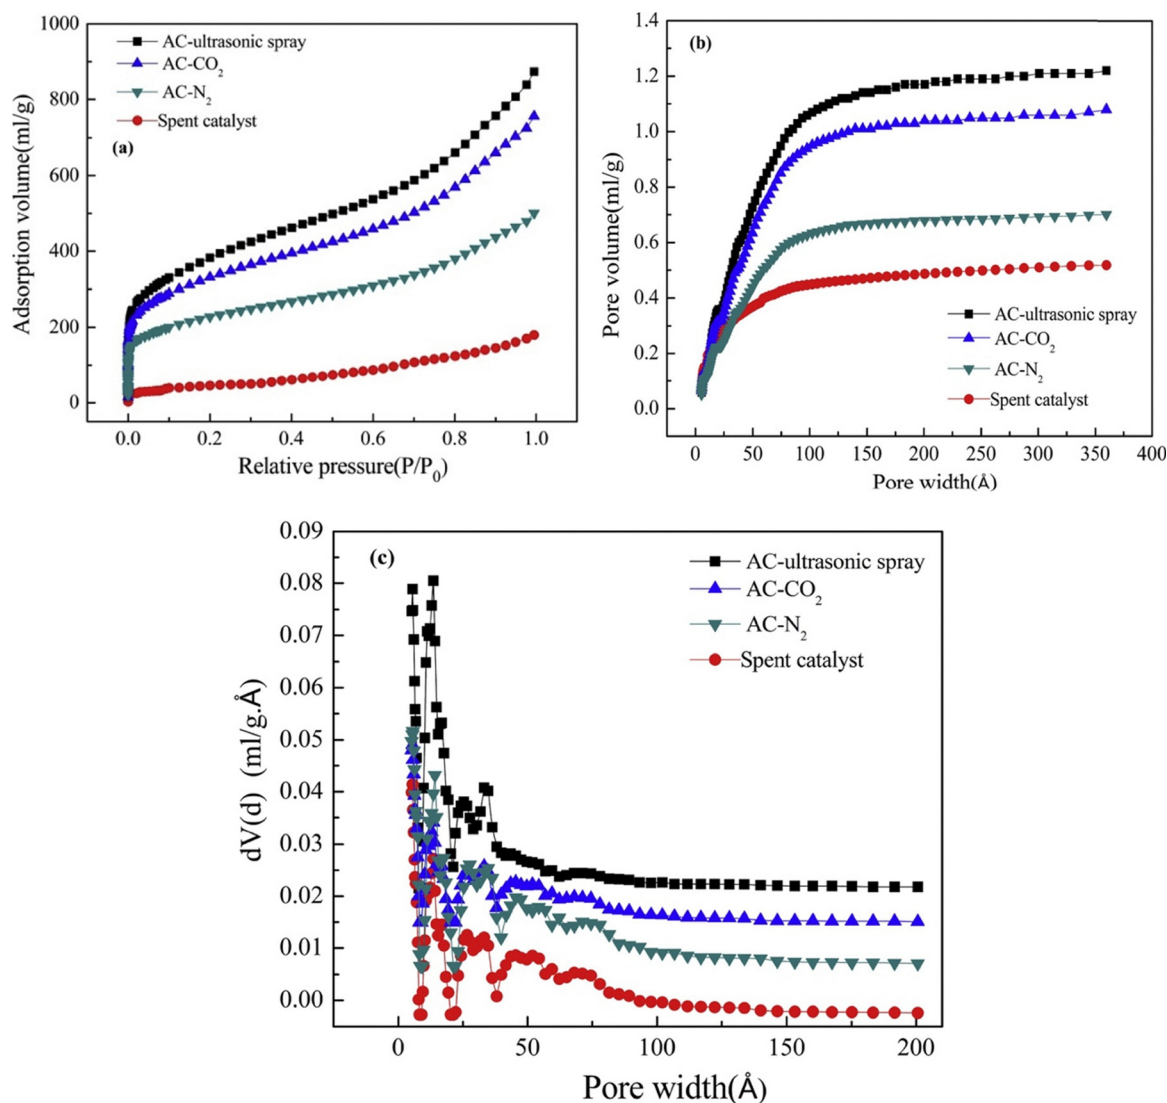 1000
800
600
400
200
0
Adsorption volume(ml/g)
AC-ultrasonic spray
AC-CO₂
AC-N₂
Spent catalyst
(a)
0.0 0.2 0.4 0.6 0.8 1.0
Relative pressure(P/P₀)
1.4
1.2
1.0
0.8
0.6
0.4
0.2
0.0
Pore volume(ml/g)
(b)
AC-ultrasonic spray
AC-CO₂
AC-N₂
Spent catalyst
0 50 100 150 200 250 300 350 400
Pore width(Å)
0.09
0.08
0.07
0.06
0.05
0.04
0.03
0.02
0.01
0.00
dV(d) (ml/g.Å)
(c)
AC-ultrasonic spray
AC-CO₂
AC-N₂
Spent catalyst
0 50 100 150 200
Pore width(Å)